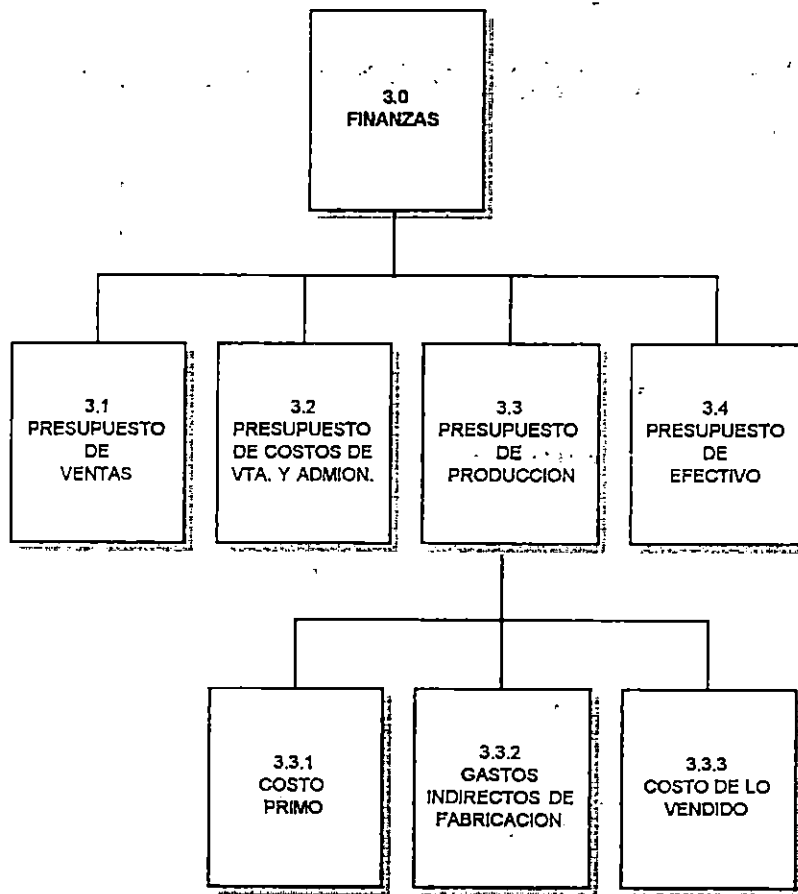 3.0
FINANZAS
3.1
PRESUPUESTO
DE
VENTAS
3.2
PRESUPUESTO
DE COSTOS DE
VTA. Y ADMION.
3.3
PRESUPUESTO
DE
PRODUCCION
3.4
PRESUPUESTO
DE
EFECTIVO
3.3.1
COSTO
PRIMO
3.3.2
GASTOS
INDIRECTOS DE
FABRICACION
3.3.3
COSTO DE LO
VENDIDO